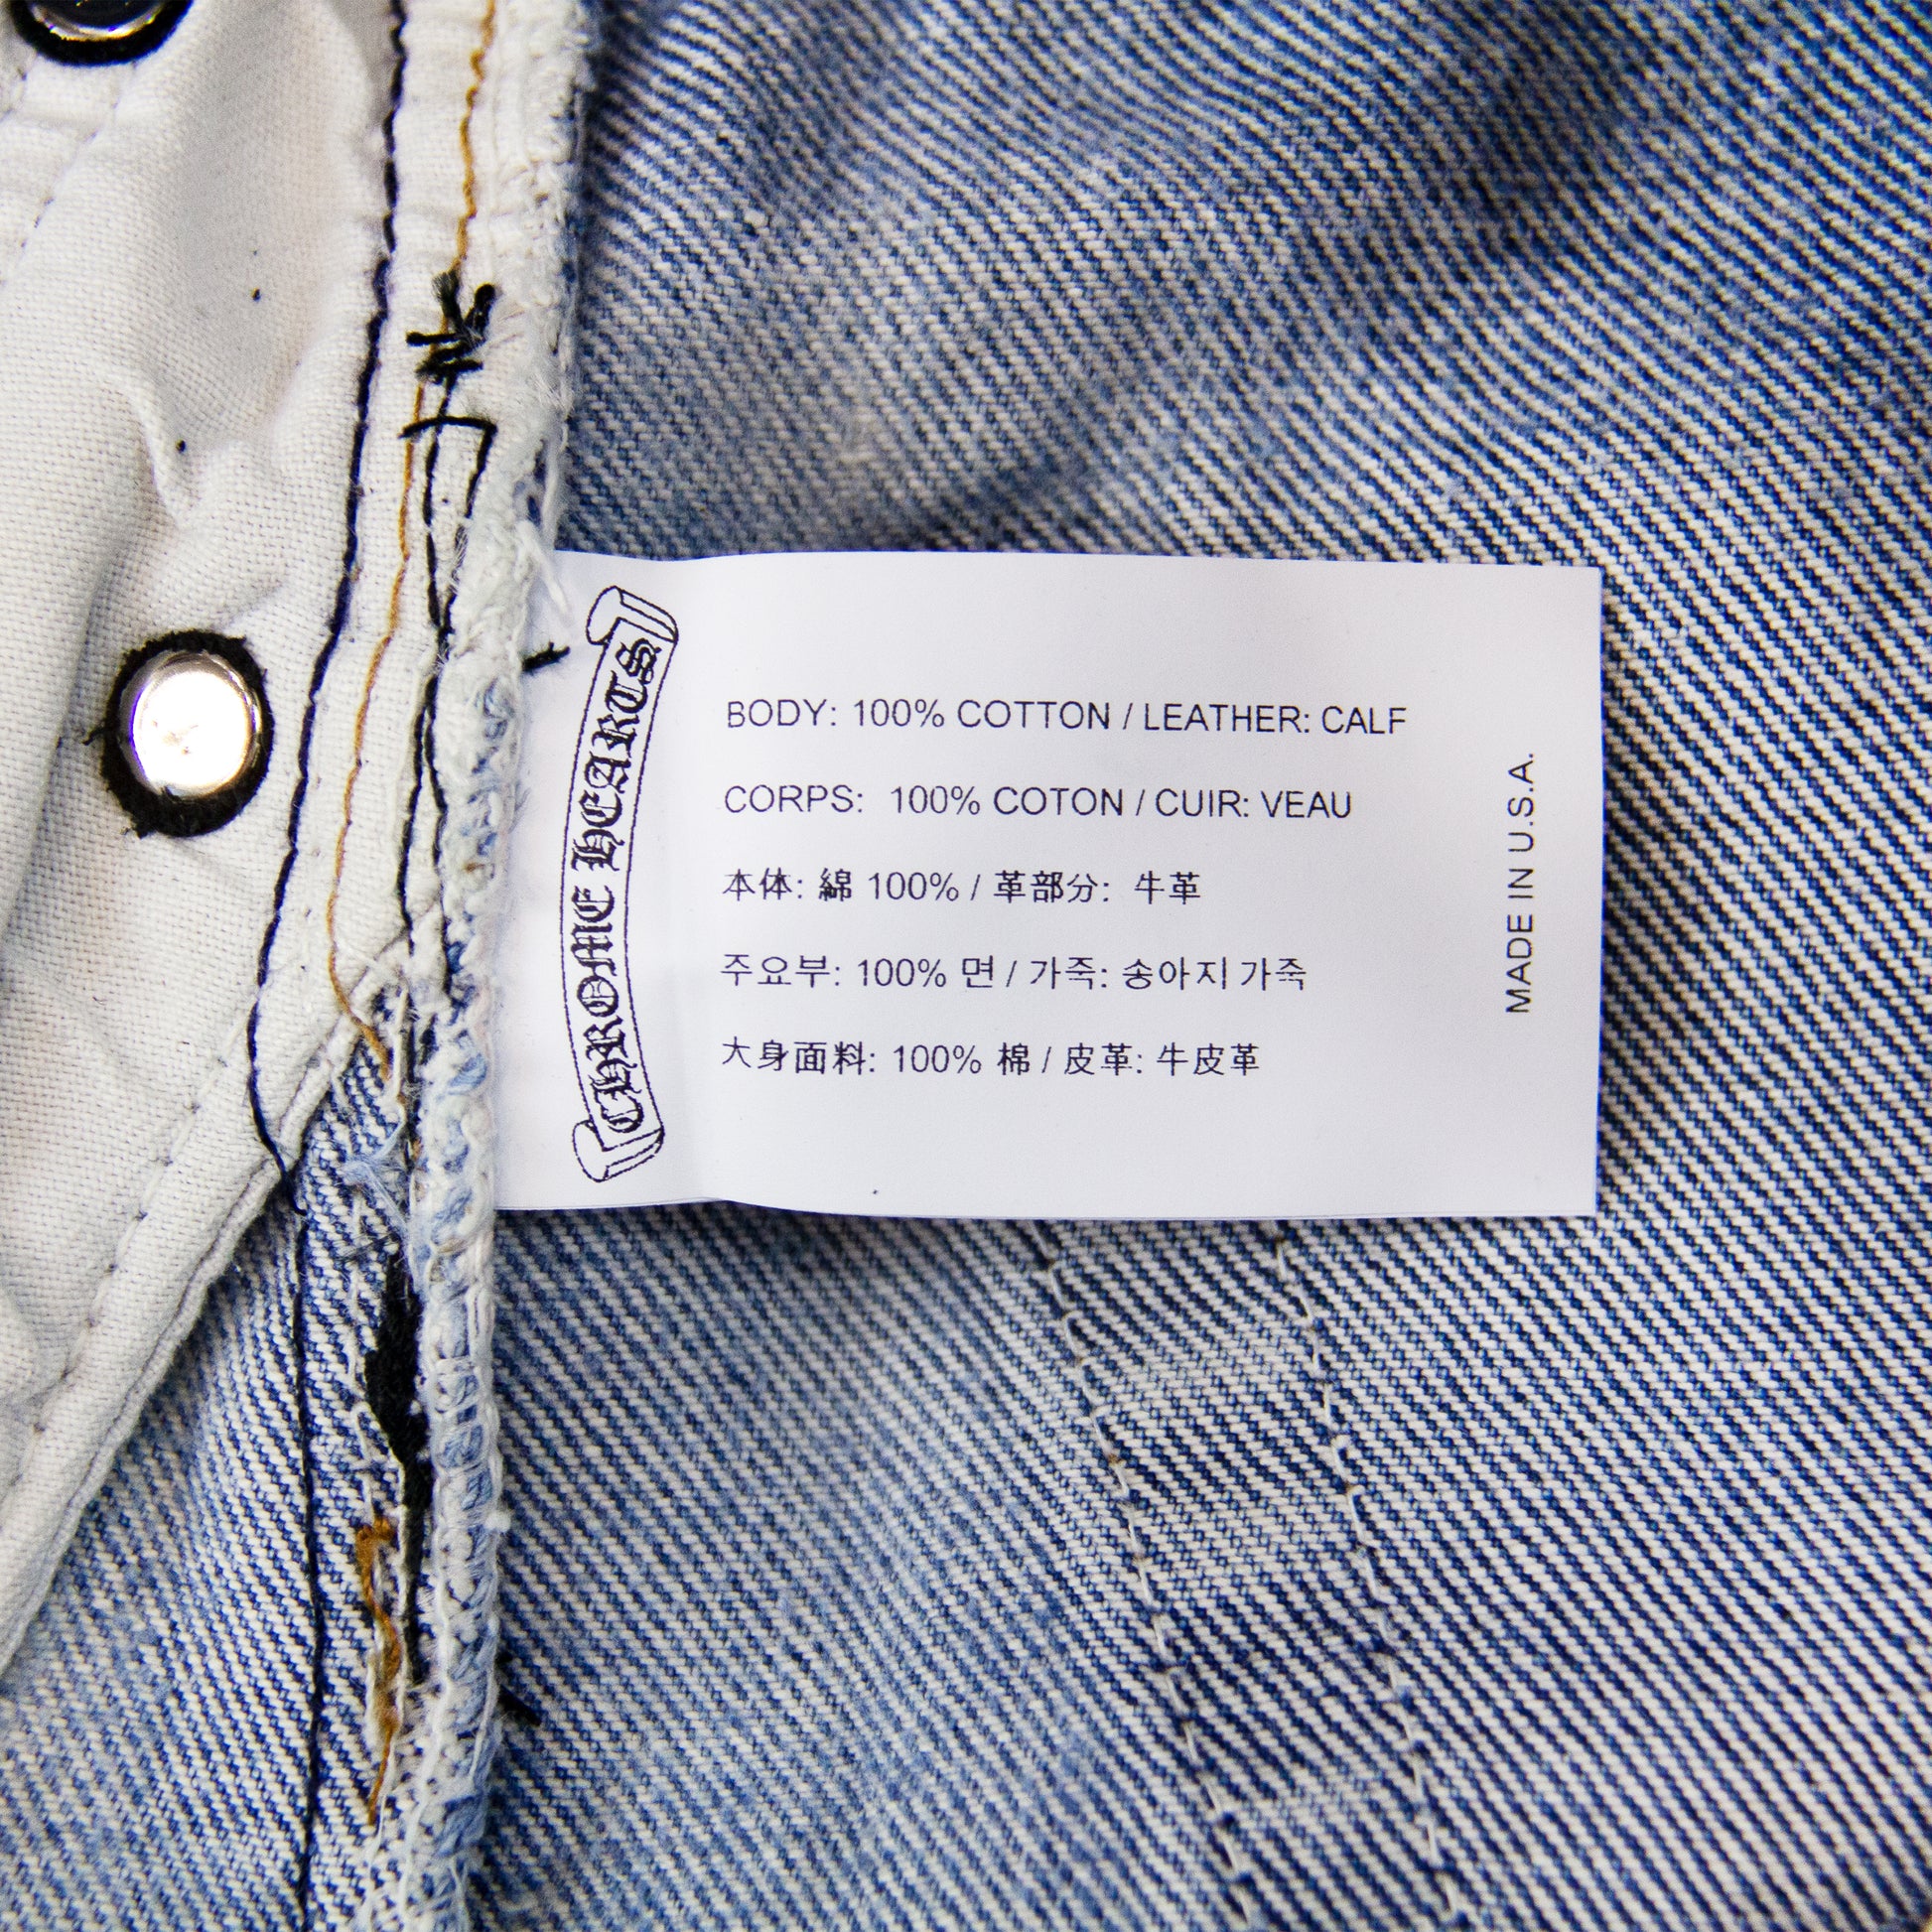 CHROME HEARTS
BODY: 100% COTTON / LEATHER: CALF
CORPS: 100% COTON / CUIR: VEAU
本体: 綿 100% / 革部分: 牛革
주요부: 100% 면 / 가죽: 송아지 가죽
大身面料: 100% 棉 / 皮革: 牛皮革
MADE IN U.S.A.